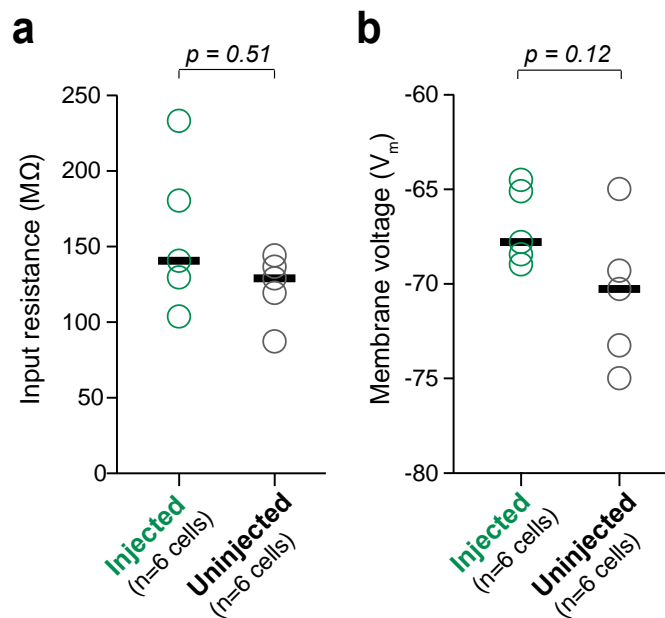 a
p = 0.51
Input resistance (MΩ)
250
200
150
100
50
0
Injected
(n=6 cells)
Uninjected
(n=6 cells)
b
p = 0.12
Membrane voltage (Vm)
-60
-65
-70
-75
-80
Injected
(n=6 cells)
Uninjected
(n=6 cells)